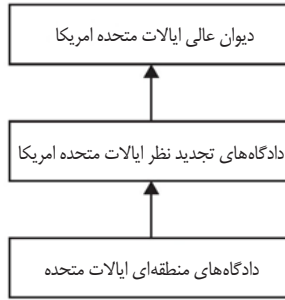 دیوان عالی ایالات متحده امریکا
دادگاه‌های تجدید نظر ایالات متحده امریکا
دادگاه‌های منطقه‌ای ایالات متحده